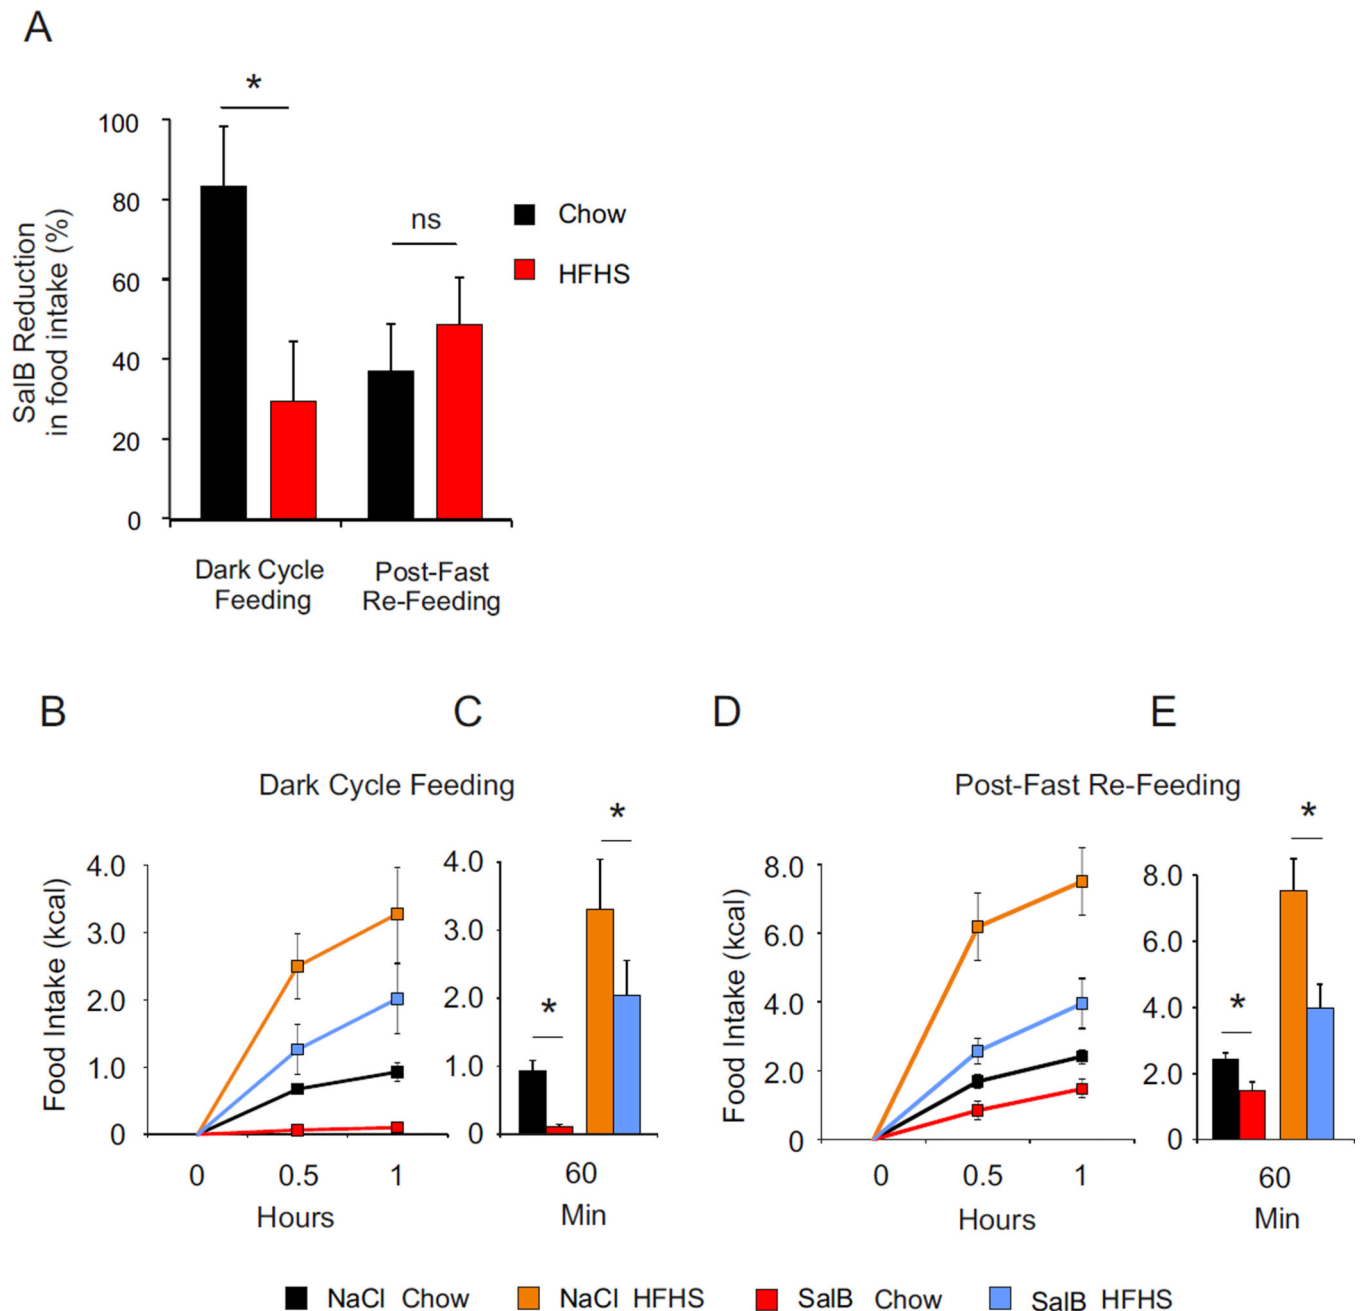 A
*
100
80
60
40
20
0
SalB Reduction
in food intake (%)
ns
Chow
HFHS
Dark Cycle
Feeding
Post-Fast
Re-Feeding
B
C
Dark Cycle Feeding
4.0
3.0
2.0
1.0
0
Food Intake (kcal)
0 0.5 1
Hours
4.0
3.0
2.0
1.0
0
*
*
60
Min
D
E
Post-Fast Re-Feeding
8.0
6.0
4.0
2.0
0
Food Intake (kcal)
0 0.5 1
Hours
8.0
6.0
4.0
2.0
0
*
*
60
Min
NaCl Chow NaCl HFHS SalB Chow SalB HFHS